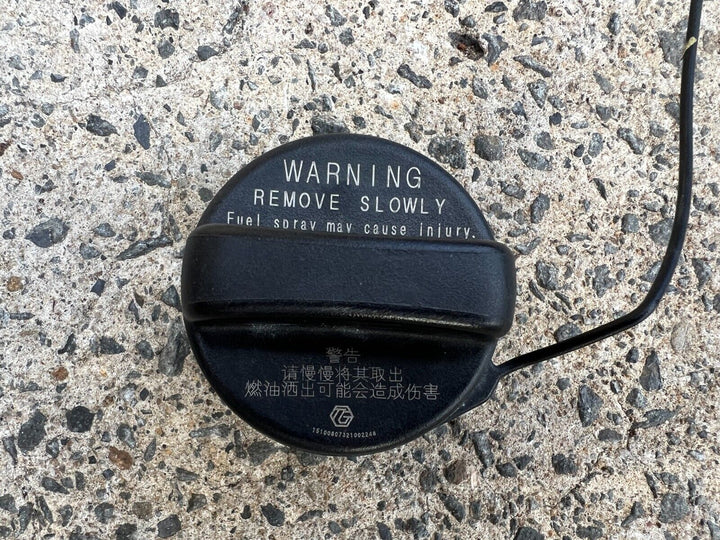 WARNING
REMOVE SLOWLY
Fuel spray may cause injury.
警告
请慢慢将其取出
燃油洒出可能会造成伤害